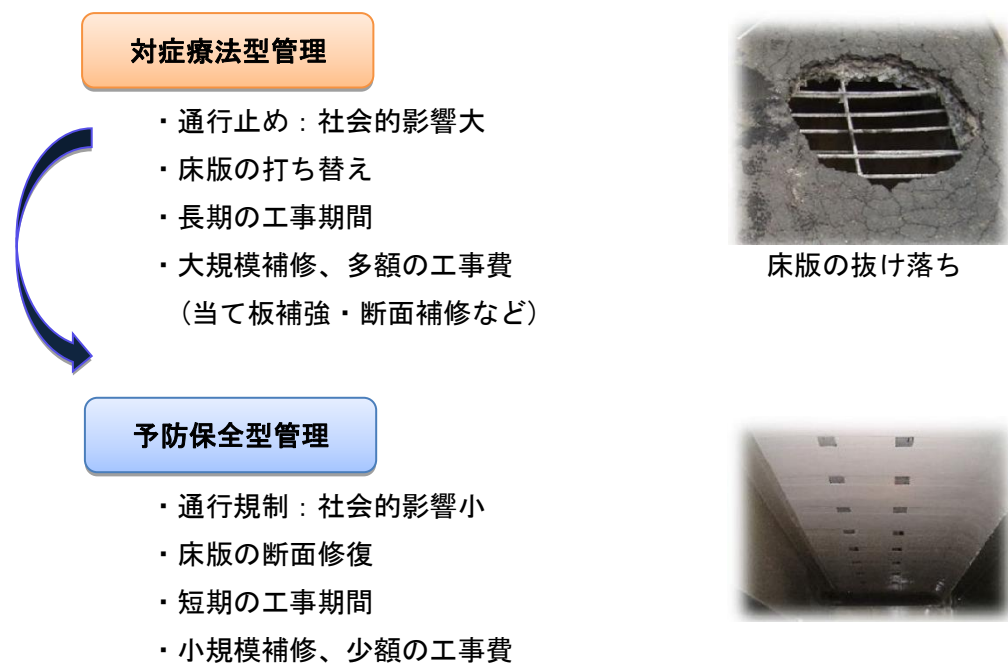 対症療法型管理
・通行止め：社会的影響大
・床版の打ち替え
・長期の工事期間
・大規模補修、多額の工事費
（当て板補強・断面補修など）
床版の抜け落ち
予防保全型管理
・通行規制：社会的影響小
・床版の断面修復
・短期の工事期間
・小規模補修、少額の工事費